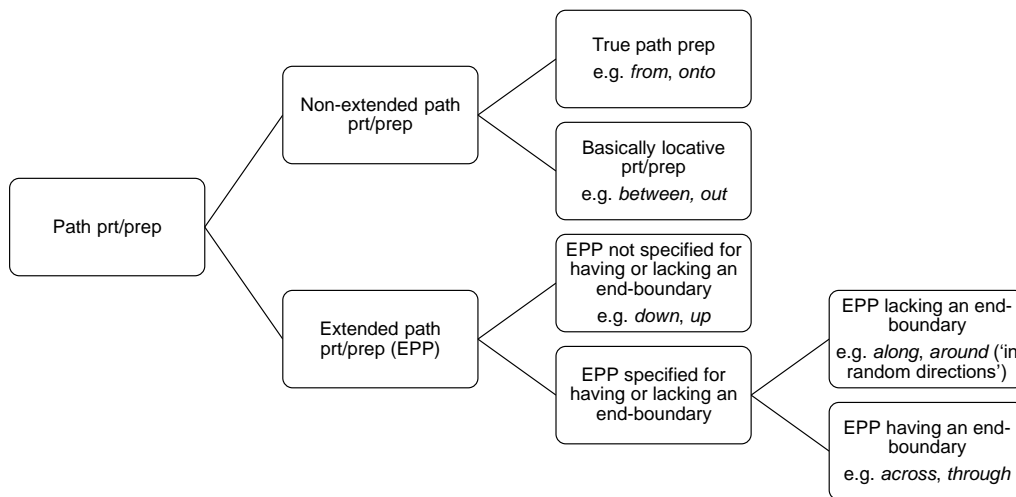 True path prep
e.g. from, onto
Non-extended path
prt/prep
Basically locative
prt/prep
e.g. between, out
Path prt/prep
EPP not specified for
having or lacking an
end-boundary
e.g. down, up
Extended path
prt/prep (EPP)
EPP specified for
having or lacking an
end-boundary
EPP lacking an end-
boundary
e.g. along, around (‘in
random directions’)
EPP having an end-
boundary
e.g. across, through